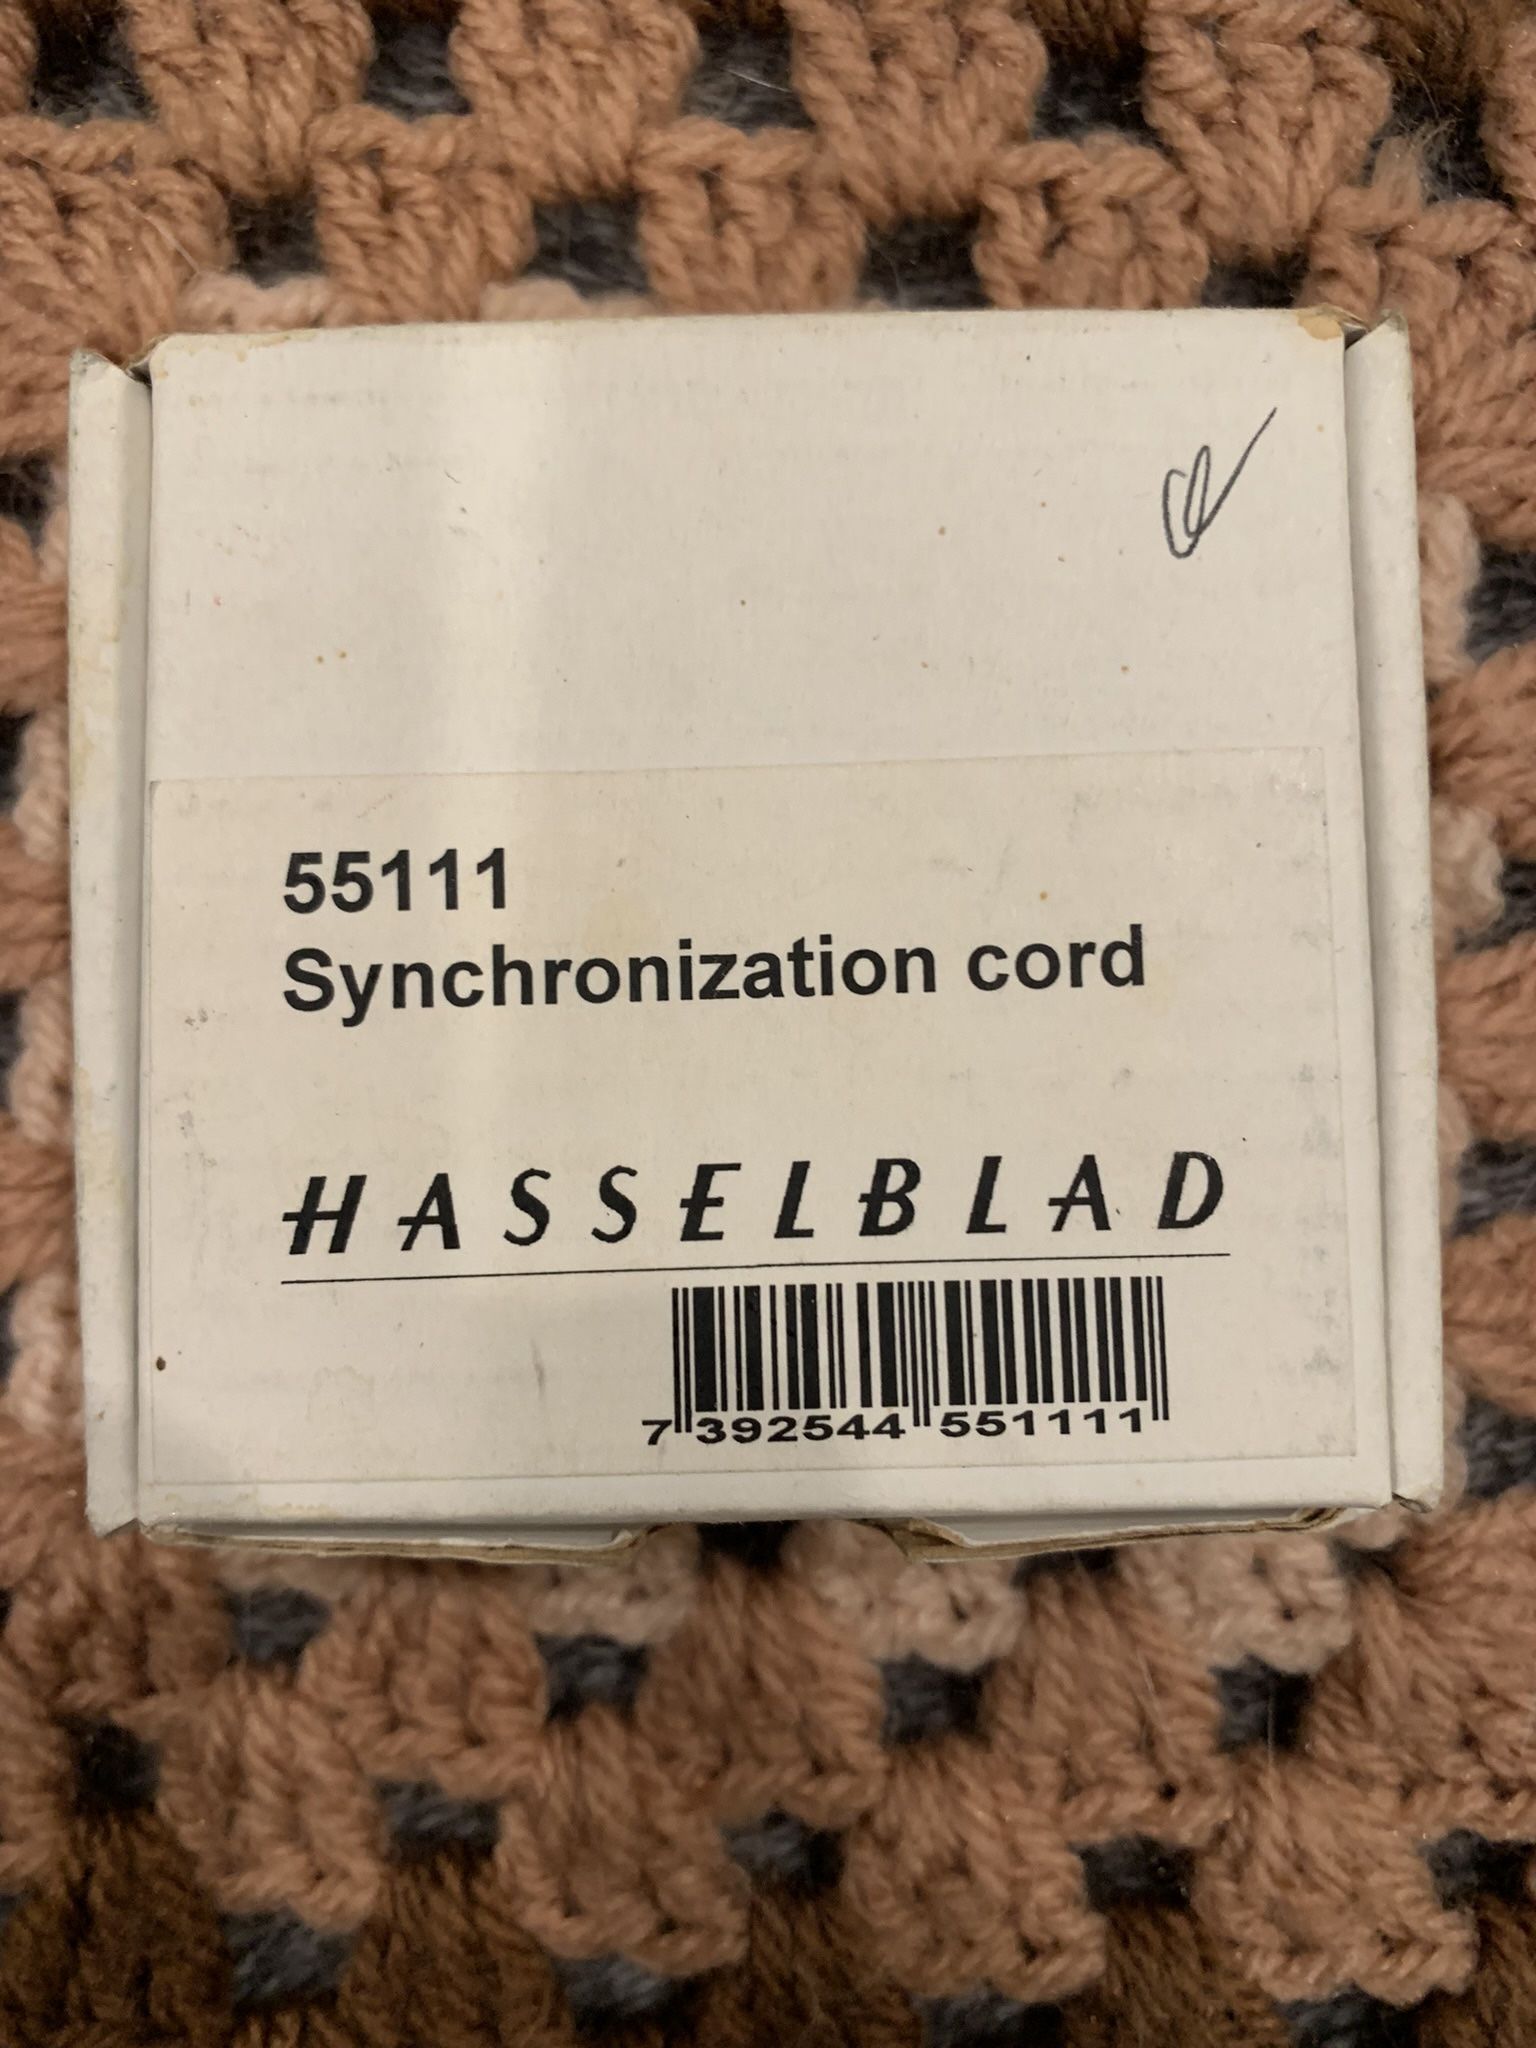 55111
Synchronization cord
HASSELBLAD
7 392544 551111